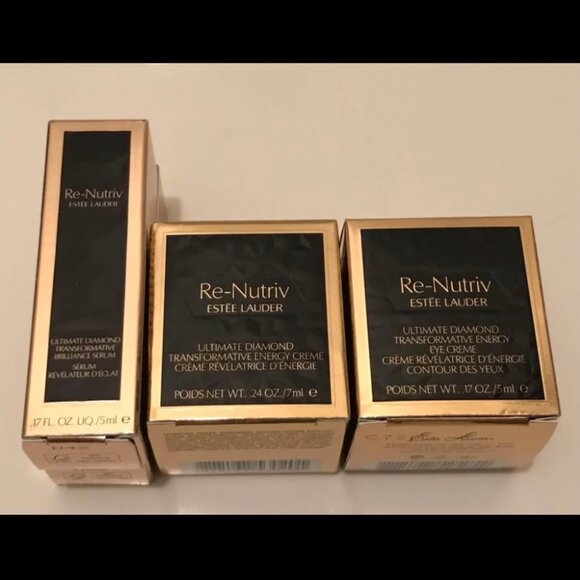 Re-Nutriv
ESTĒE LAUDER
ULTIMATE DIAMOND
TRANSFORMATIVE
BRILLIANCE SERUM
SÉRUM
RÉVÉLATEUR D'ÉCLAT
.17 FL. OZ. LIQ./5ml e
Re-Nutriv
ESTĒE LAUDER
ULTIMATE DIAMOND
TRANSFORMATIVE ENERGY CREME
CRÈME RÉVÉLATRICE D'ÉNERGIE
POIDS NET WT. .24 OZ./7ml e
Re-Nutriv
ESTĒE LAUDER
ULTIMATE DIAMOND
TRANSFORMATIVE ENERGY
EYE CREME
CRÈME RÉVÉLATRICE D'ÉNERGIE
CONTOUR DES YEUX
POIDS NET WT. .17 OZ./5ml e
Estée Lauder